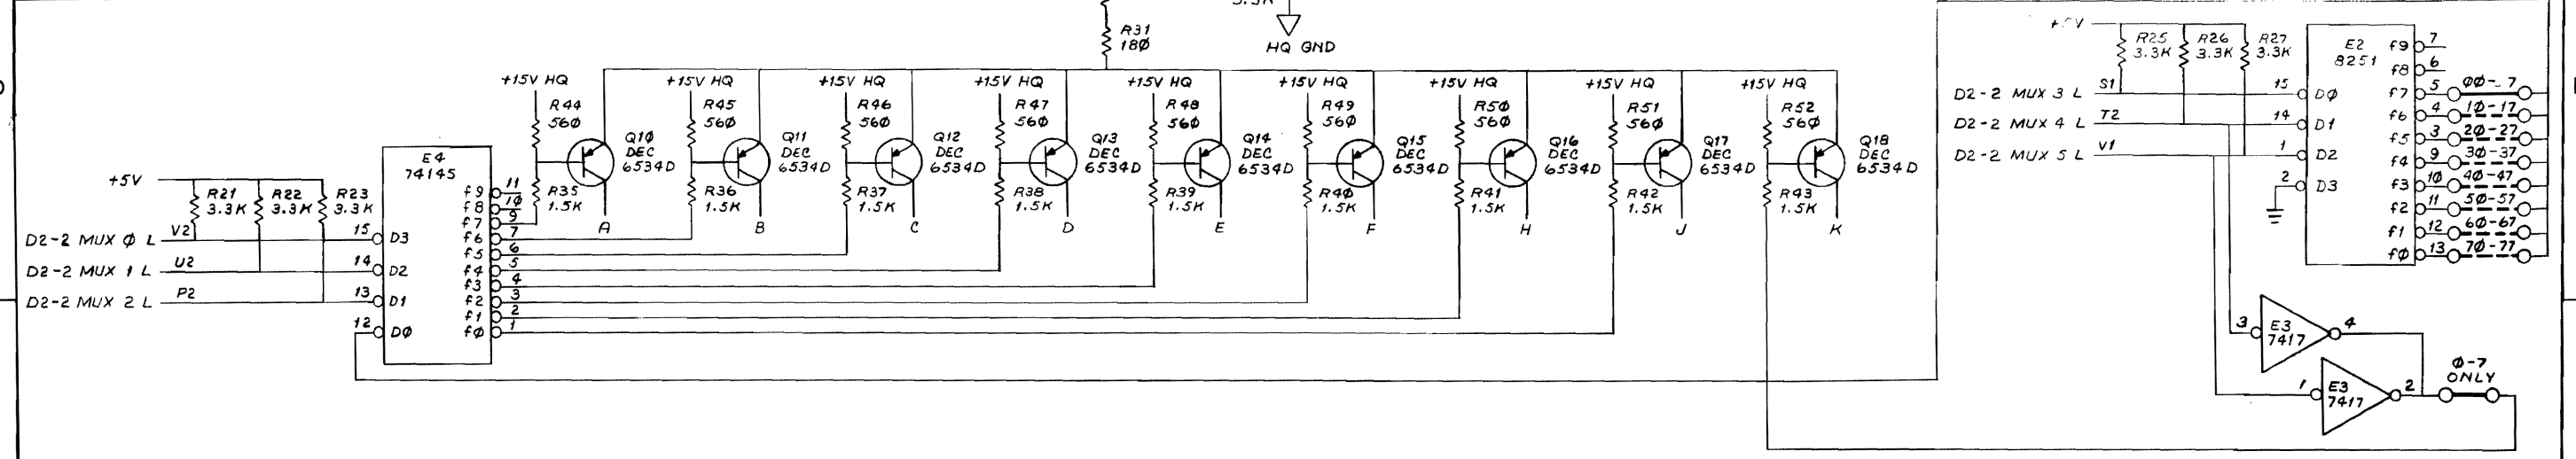 3.3K
HQ GND
R31
18Ø
+15V HQ
R44
56Ø
Q1Ø
DEC
6534D
R35
1.5K
A
+15V HQ
R45
56Ø
Q11
DEC
6534D
R36
1.5K
B
+15V HQ
R46
56Ø
Q12
DEC
6534D
R37
1.5K
C
+15V HQ
R47
56Ø
Q13
DEC
6534D
R38
1.5K
D
+15V HQ
R48
56Ø
Q14
DEC
6534D
R39
1.5K
E
+15V HQ
R49
56Ø
Q15
DEC
6534D
R4Ø
1.5K
F
+15V HQ
R5Ø
56Ø
Q16
DEC
6534D
R41
1.5K
H
+15V HQ
R51
56Ø
Q17
DEC
6534D
R42
1.5K
J
+15V HQ
R52
56Ø
Q18
DEC
6534D
R43
1.5K
K
+5V
R21
3.3K
R22
3.3K
R23
3.3K
D2-2 MUX Ø L V2 15 D3
D2-2 MUX 1 L U2 14 D2
D2-2 MUX 2 L P2 13 D1
12 DØ
E4
74145
f9 11
f8 1Ø
f7 9
f6 7
f5 6
f4 5
f3 4
f2 3
f1 2
fØ 1
R25
3.3K
R26
3.3K
R27
3.3K
D2-2 MUX 3 L S1 15 DØ
D2-2 MUX 4 L T2 14 D1
D2-2 MUX 5 L V1 1 D2
2 D3
E2
8251
f9 7
f8 6
f7 5
f6 4 1Ø-17
f5 3 2Ø-27
f4 9 3Ø-37
f3 1Ø 4Ø-47
f2 11 5Ø-57
f1 12 6Ø-67
fØ 13 7Ø-77
3 E3 4
7417
1 E3 2
7417
Ø-7
ONLY